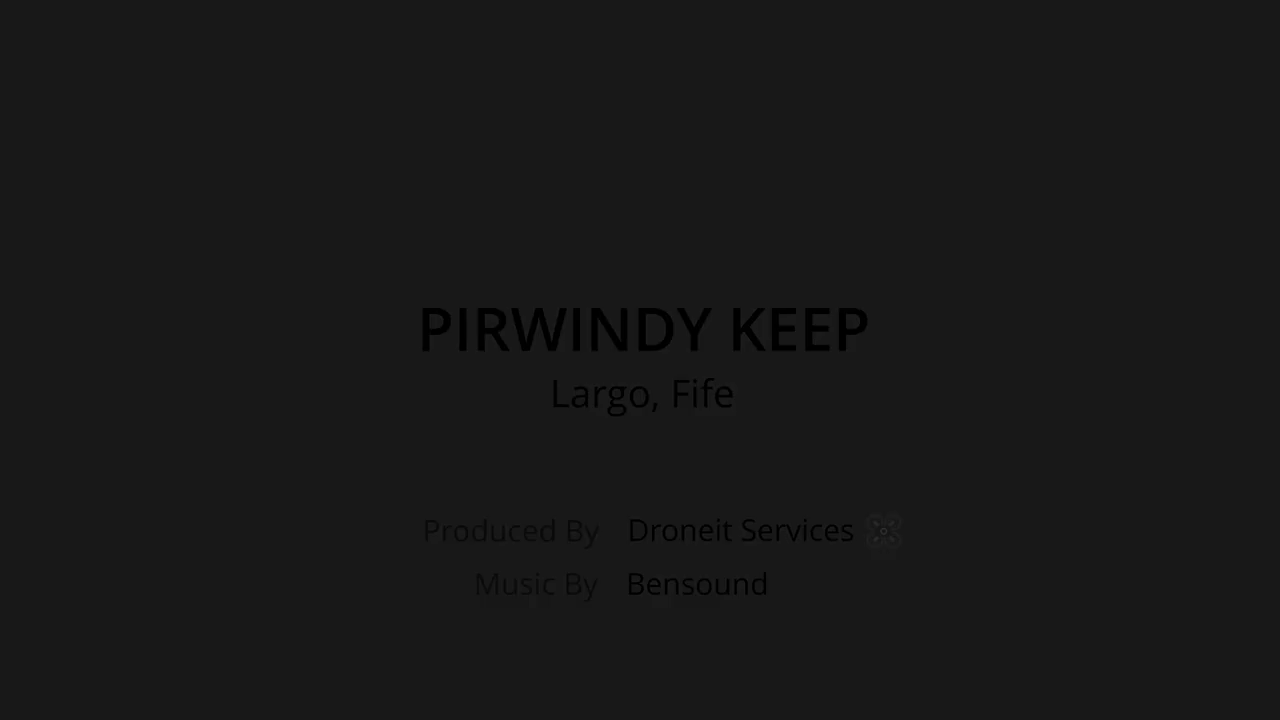 PIRWINDY KEEP
Largo, Fife
Produced By Droneit Services
Music By Bensound